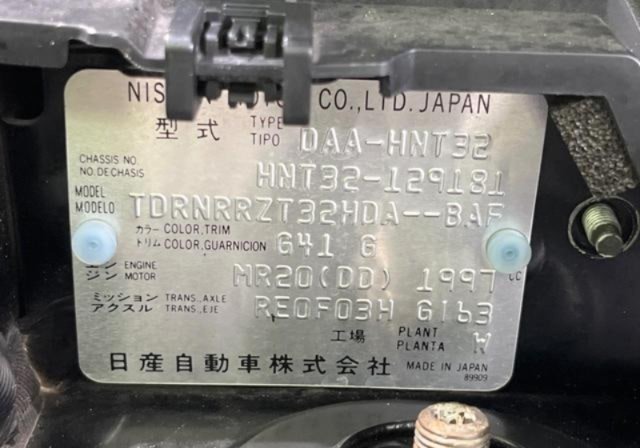 CO.,LTD. JAPAN
型式 TYPE TIPO DAA-HNT32
CHASSIS NO. NO. DE CHASIS HNT32-129181
MODEL MODELO TDRNRRZT32HDA--BAF
カラー COLOR, TRIM
トリム COLOR, GUARNICION G41 G
エンジン ENGINE MOTOR MR20(DD) 1997 CC
ミッション TRANS., AXLE
アクスル TRANS., EJE RE0F03H G163
工場 PLANT PLANTA W
日産自動車株式会社 MADE IN JAPAN
89909